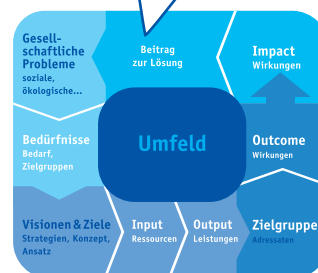 Gesell-
schaftliche
Probleme
soziale,
ökologische...
Beitrag
zur Lösung
Impact
Wirkungen
Bedürfnisse
Bedarf,
Zielgruppen
Umfeld
Outcome
Wirkungen
Visionen & Ziele
Strategien, Konzept,
Ansatz
Input
Ressourcen
Output
Leistungen
Zielgruppe
Adressaten